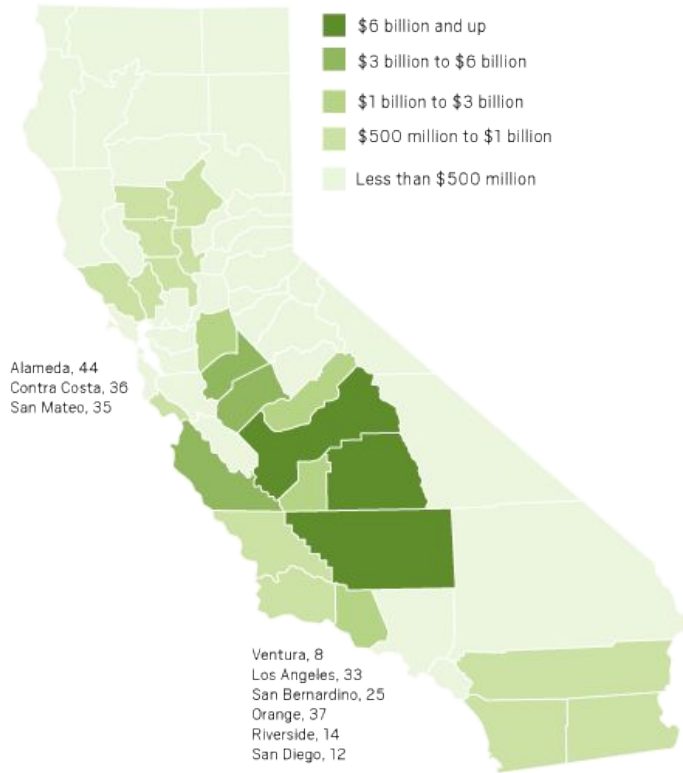 $6 billion and up
$3 billion to $6 billion
$1 billion to $3 billion
$500 million to $1 billion
Less than $500 million
Alameda, 44
Contra Costa, 36
San Mateo, 35
Ventura, 8
Los Angeles, 33
San Bernardino, 25
Orange, 37
Riverside, 14
San Diego, 12